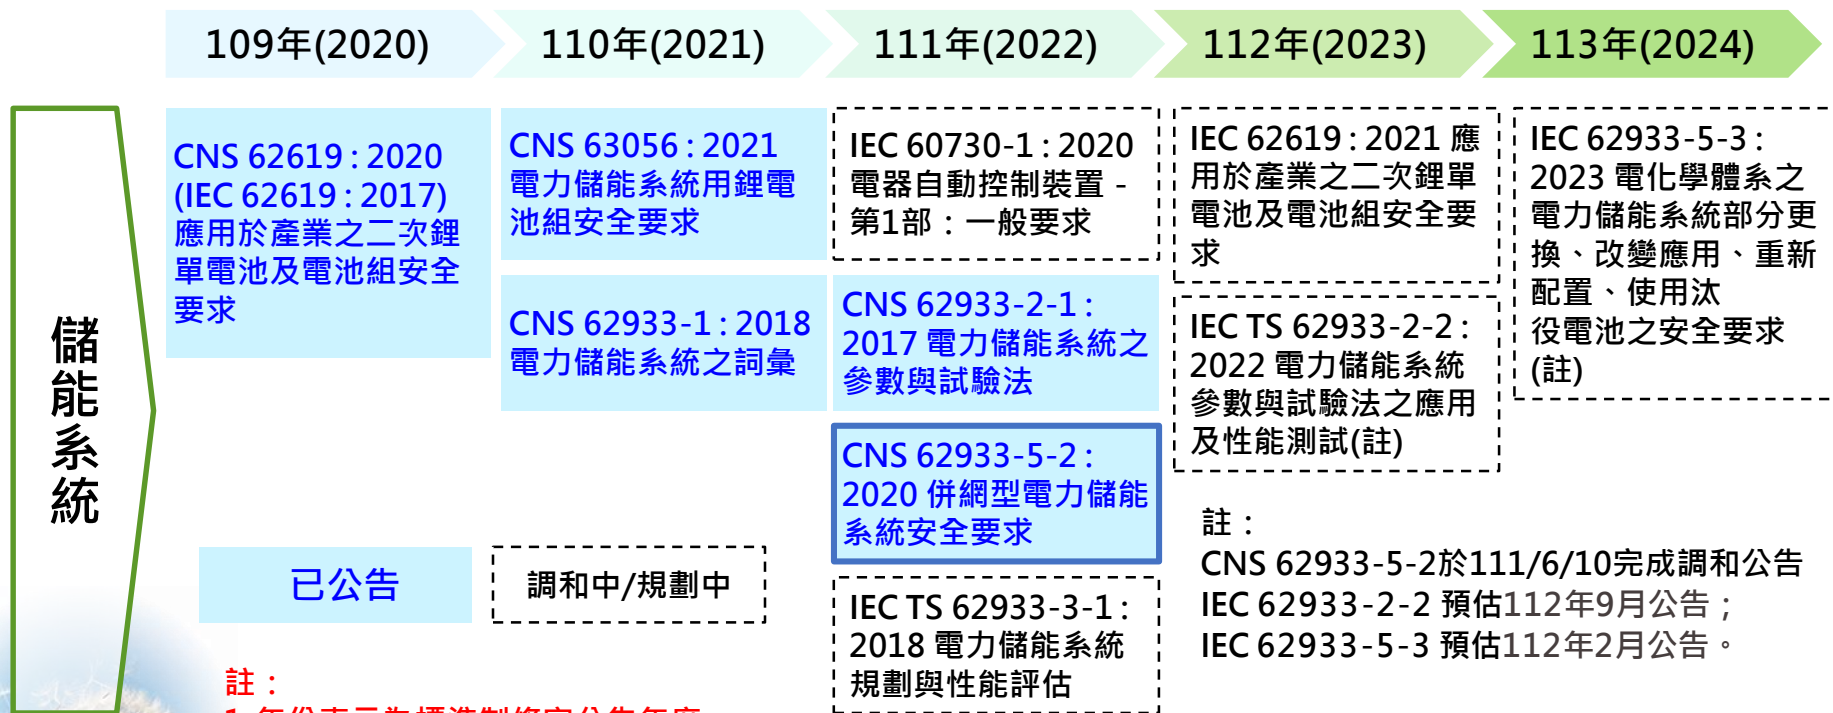 109年(2020)
110年(2021)
111年(2022)
112年(2023)
113年(2024)
儲能系統
CNS 62619 : 2020
(IEC 62619 : 2017)
應用於產業之二次鋰
單電池及電池組安全
要求
CNS 63056 : 2021
電力儲能系統用鋰電
池組安全要求
CNS 62933-1 : 2018
電力儲能系統之詞彙
IEC 60730-1 : 2020
電器自動控制裝置 -
第1部：一般要求
CNS 62933-2-1 :
2017 電力儲能系統之
參數與試驗法
CNS 62933-5-2 :
2020 併網型電力儲能
系統安全要求
IEC TS 62933-3-1 :
2018 電力儲能系統
規劃與性能評估
IEC 62619 : 2021 應
用於產業之二次鋰單
電池及電池組安全要
求
IEC TS 62933-2-2 :
2022 電力儲能系統
參數與試驗法之應用
及性能測試(註)
IEC 62933-5-3 :
2023 電化學體系之
電力儲能系統部分更
換、改變應用、重新
配置、使用汰
役電池之安全要求
(註)
已公告
調和中/規劃中
註：
CNS 62933-5-2於111/6/10完成調和公告
IEC 62933-2-2 預估112年9月公告；
IEC 62933-5-3 預估112年2月公告。
註：
1.年份表示為標準制修定公告年度